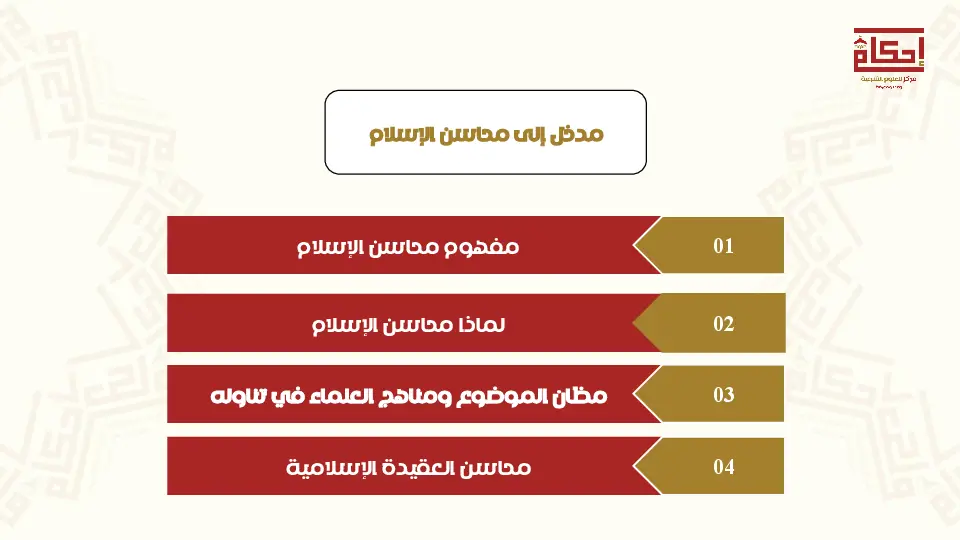 إحكام
مركز للعلوم الشرعية
مدخل إلى محاسن الإسلام
01
مفهوم محاسن الإسلام
02
لماذا محاسن الإسلام
03
مظان الموضوع ومناهج العلماء في تناوله
04
محاسن العقيدة الإسلامية